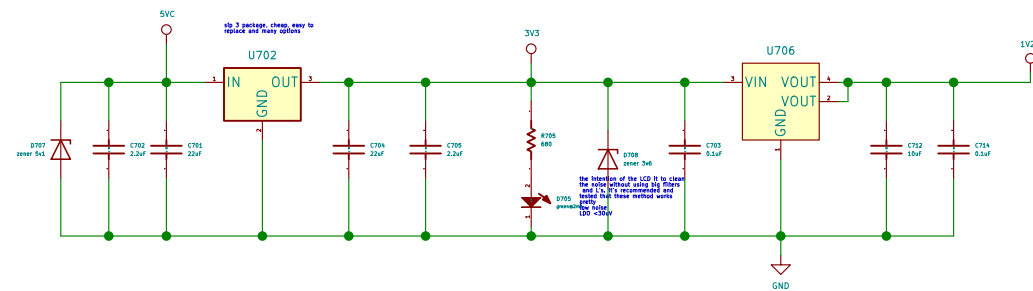 5VC
slp 3 package, cheap, easy to
replace and many options
U702
1 IN OUT 3
GND
2
3V3
U706
3 VIN VOUT 4
VOUT 2
GND
1
1V2
D707
zener 5v1
C702
2.2uF
C701
22uF
C704
22uF
C705
2.2uF
R705
680
2
D705
1
D708
zener 3v6
C703
0.1uF
the intention of the LCD it to clean
the noise without using big filters
and L's, it's recommended and
tested that these method works
pretty
low noise
LDO <30uV
C712
10uF
C714
0.1uF
GND